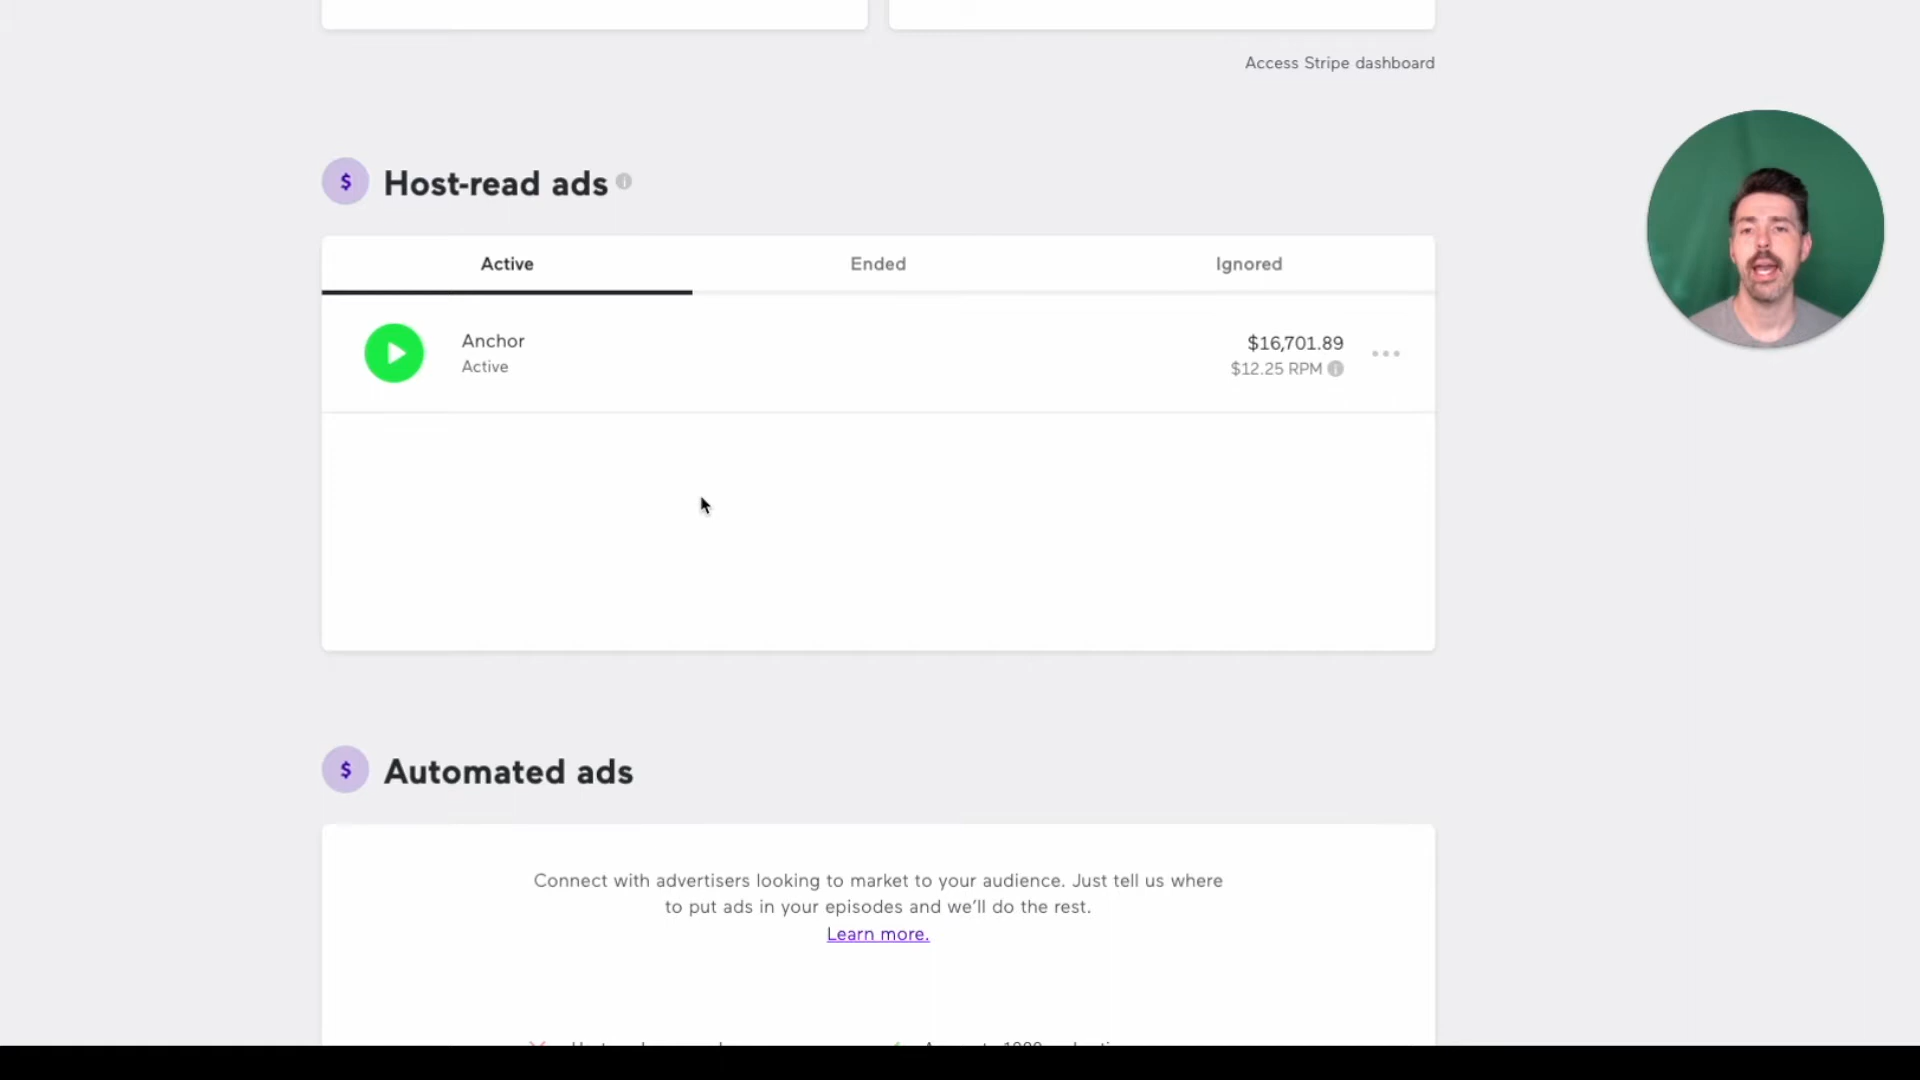 Access Stripe dashboard
$ Host-read ads
Active Ended Ignored
Anchor
Active
$16,701.89
$12.25 RPM
$ Automated ads
Connect with advertisers looking to market to your audience. Just tell us where
to put ads in your episodes and we'll do the rest.
Learn more.